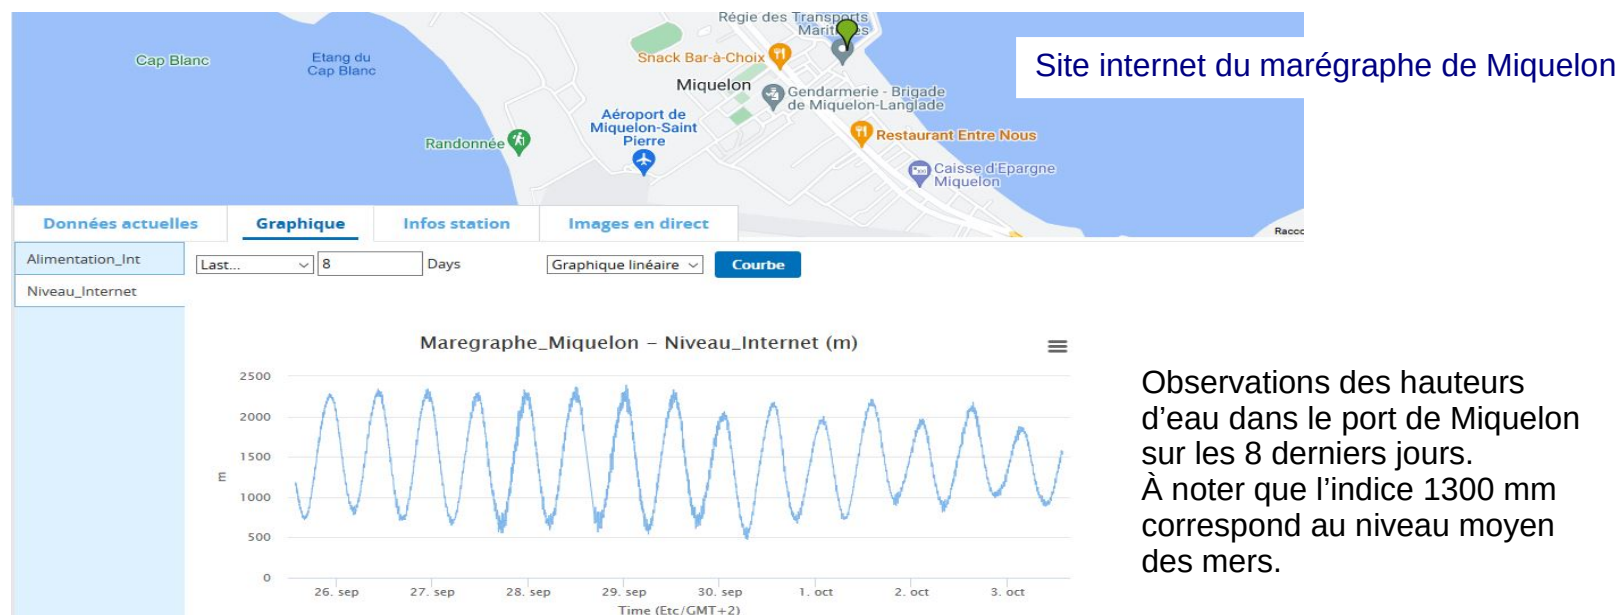 Régie des Transports
Maritimes
Site internet du marégraphe de Miquelon
Cap Blanc
Etang du
Cap Blanc
Snack Bar-à-Choix
Miquelon
Gendarmerie - Brigade
de Miquelon-Langlade
Aéroport de
Miquelon-Saint
Pierre
Randonnée
Restaurant Entre Nous
Caisse d'Epargne
Miquelon
Racco
Données actuelles
Graphique
Infos station
Images en direct
Alimentation_Int
Last...
8
Days
Graphique linéaire
Courbe
Niveau_Internet
Maregraphe_Miquelon – Niveau_Internet (m)
2500
2000
1500
1000
500
0
m
26. sep
27. sep
28. sep
29. sep
30. sep
1. oct
2. oct
3. oct
Time (Etc/GMT+2)
Observations des hauteurs
d'eau dans le port de Miquelon
sur les 8 derniers jours.
À noter que l'indice 1300 mm
correspond au niveau moyen
des mers.